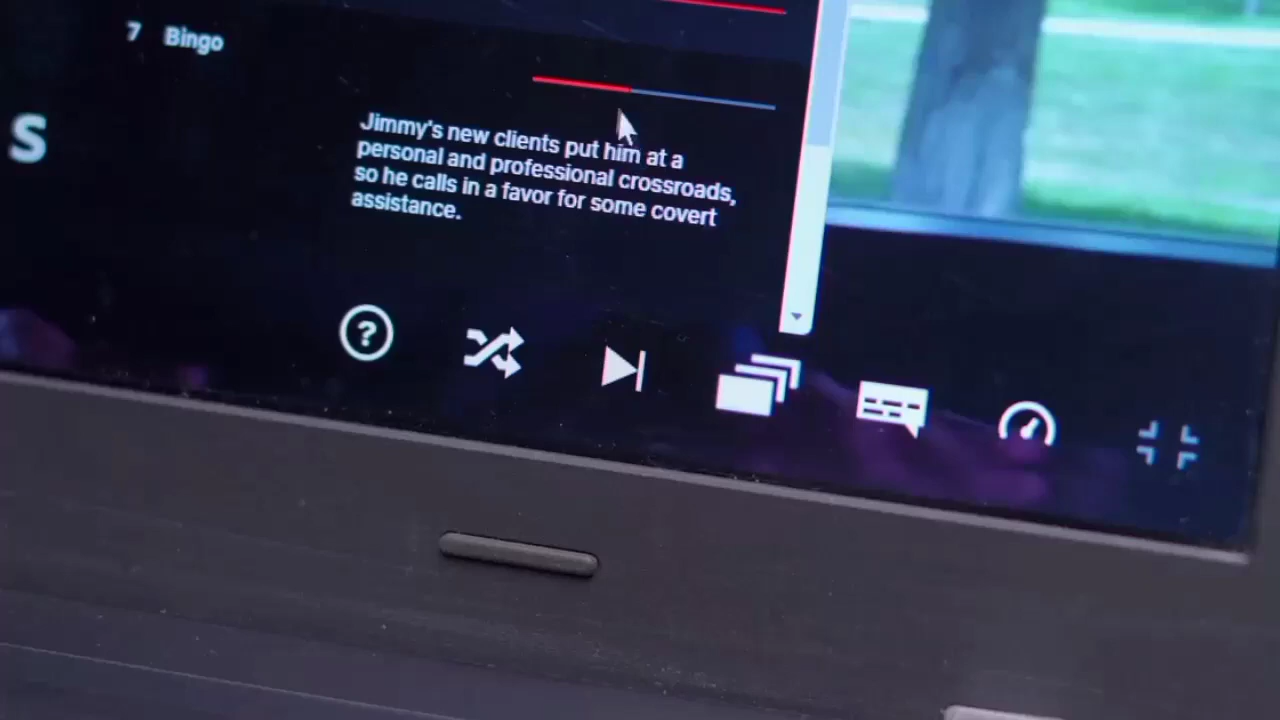 7 Bingo
S
Jimmy's new clients put him at a
personal and professional crossroads,
so he calls in a favor for some covert
assistance.
?